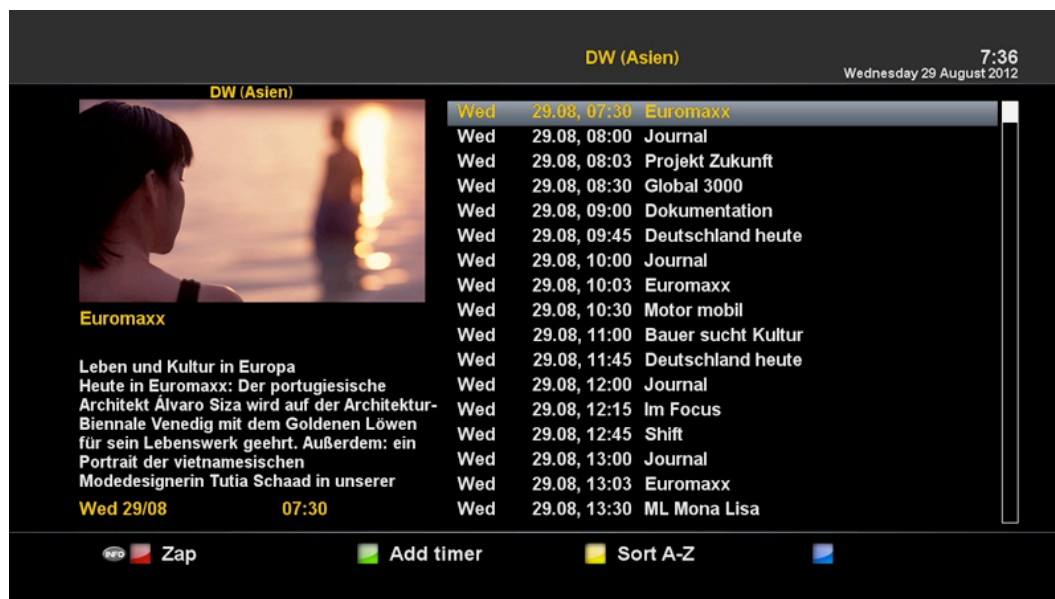 DW (Asien)
7:36
Wednesday 29 August 2012
DW (Asien)
Wed 29.08, 07:30 Euromaxx
Wed 29.08, 08:00 Journal
Wed 29.08, 08:03 Projekt Zukunft
Wed 29.08, 08:30 Global 3000
Wed 29.08, 09:00 Dokumentation
Wed 29.08, 09:45 Deutschland heute
Wed 29.08, 10:00 Journal
Wed 29.08, 10:03 Euromaxx
Wed 29.08, 10:30 Motor mobil
Wed 29.08, 11:00 Bauer sucht Kultur
Wed 29.08, 11:45 Deutschland heute
Wed 29.08, 12:00 Journal
Wed 29.08, 12:15 Im Focus
Wed 29.08, 12:45 Shift
Wed 29.08, 13:00 Journal
Wed 29.08, 13:03 Euromaxx
Wed 29.08, 13:30 ML Mona Lisa
Euromaxx
Leben und Kultur in Europa
Heute in Euromaxx: Der portugiesische
Architekt Álvaro Siza wird auf der Architektur-
Biennale Venedig mit dem Goldenen Löwen
für sein Lebenswerk geehrt. Außerdem: ein
Portrait der vietnamesischen
Modedesignerin Tutia Schaad in unserer
Wed 29/08 07:30
INFO Zap Add timer Sort A-Z